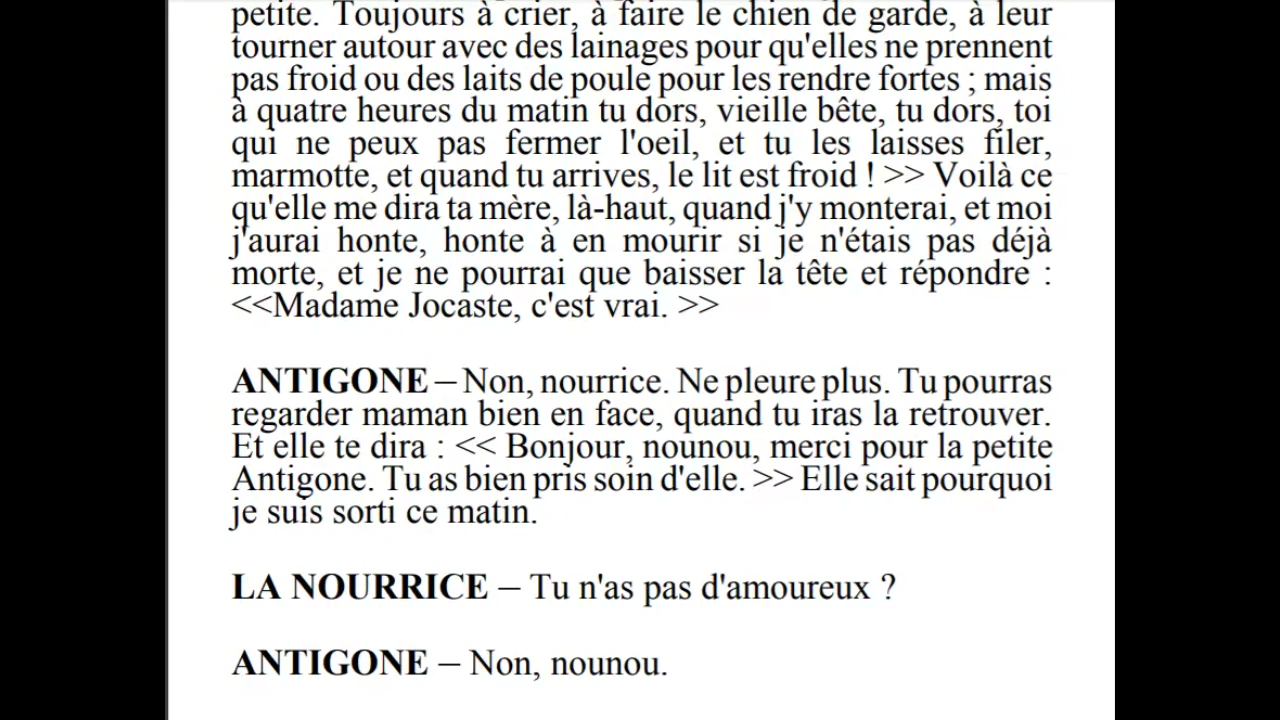 petite. Toujours à crier, à faire le chien de garde, à leur
tourner autour avec des lainages pour qu'elles ne prennent
pas froid ou des laits de poule pour les rendre fortes ; mais
à quatre heures du matin tu dors, vieille bête, tu dors, toi
qui ne peux pas fermer l'oeil, et tu les laisses filer,
marmotte, et quand tu arrives, le lit est froid ! >> Voilà ce
qu'elle me dira ta mère, là-haut, quand j'y monterai, et moi
j'aurai honte, honte à en mourir si je n'étais pas déjà
morte, et je ne pourrai que baisser la tête et répondre :
<<Madame Jocaste, c'est vrai. >>
ANTIGONE – Non, nourrice. Ne pleure plus. Tu pourras
regarder maman bien en face, quand tu iras la retrouver.
Et elle te dira : << Bonjour, nounou, merci pour la petite
Antigone. Tu as bien pris soin d'elle. >> Elle sait pourquoi
je suis sorti ce matin.
LA NOURRICE – Tu n'as pas d'amoureux ?
ANTIGONE – Non, nounou.